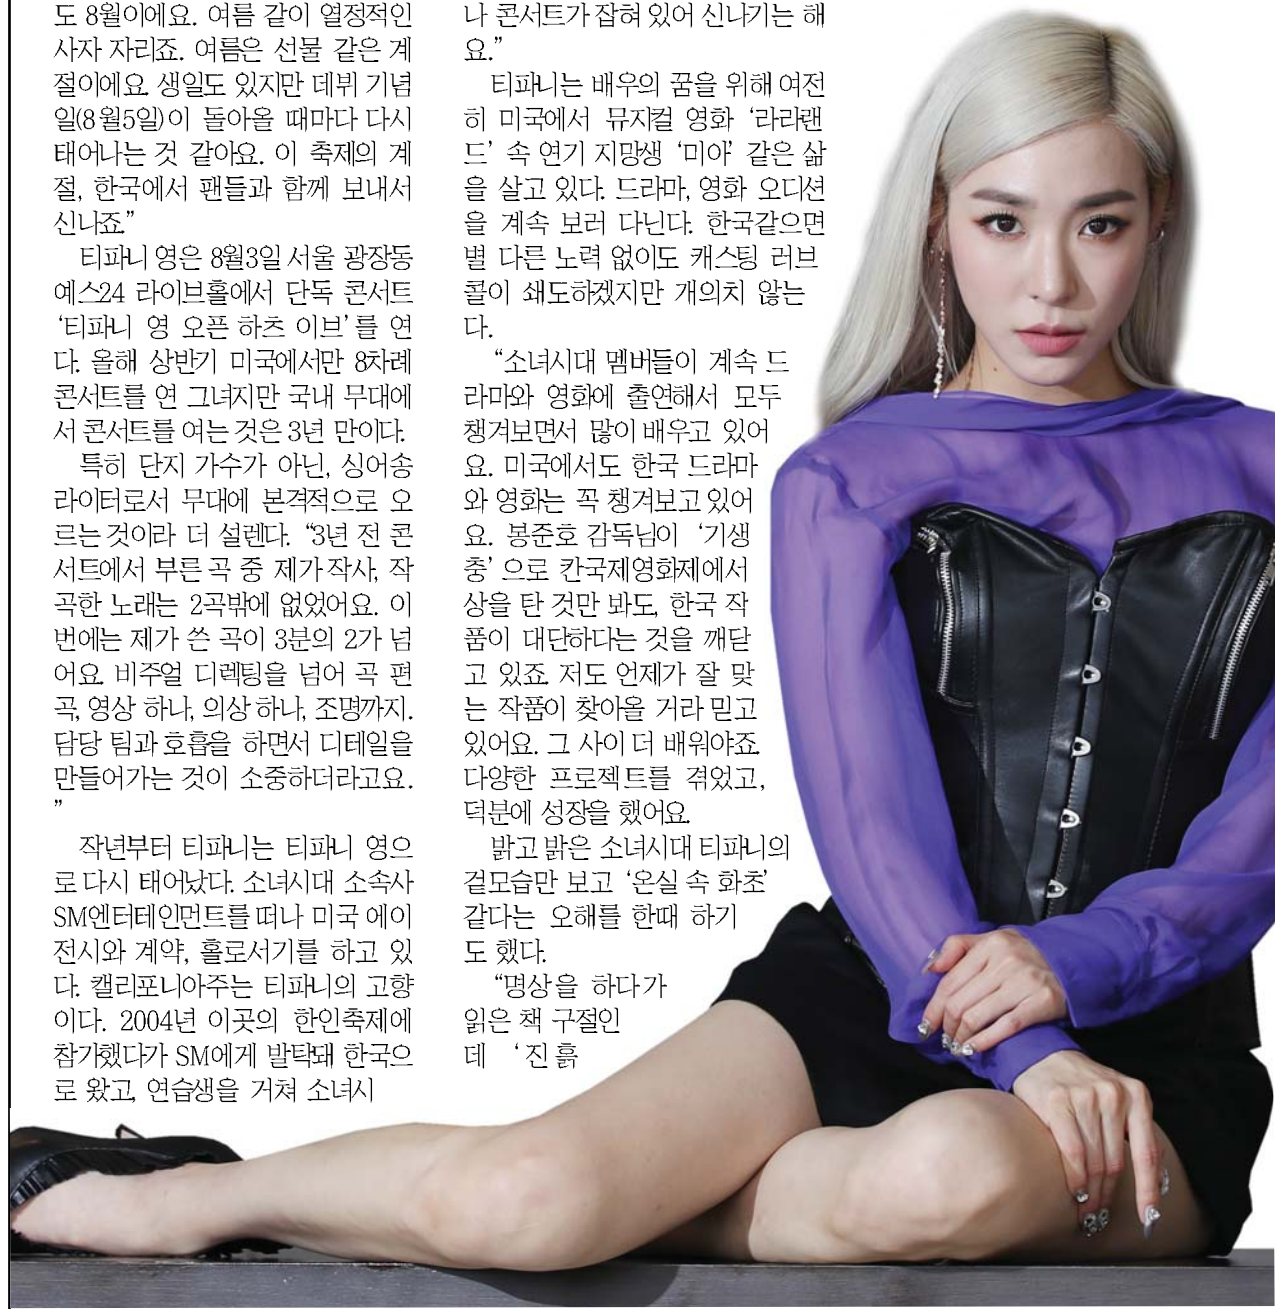 도 8월이에요. 여름 같이 열정적인
사자 자리죠. 여름은 선물 같은 계
절이에요. 생일도 있지만 데뷔 기념
일(8월5일)이 돌아올 때마다 다시
태어나는 것 같아요. 이 축제의 계
절, 한국에서 팬들과 함께 보내서
신나죠.”
티파니 영은 8월3일 서울 광장동
예스24 라이브홀에서 단독 콘서트
‘티파니 영 오픈 하츠 이브’를 연
다. 올해 상반기 미국에서만 8차례
콘서트를 연 그녀지만 국내 무대에
서 콘서트를 여는 것은 3년 만이다.
특히 단지 가수가 아닌, 싱어송
라이터로서 무대에 본격적으로 오
르는 것이라 더 설렌다. “3년 전 콘
서트에서 부른 곡 중 제가 작사, 작
곡한 노래는 2곡밖에 없었어요. 이
번에는 제가 쓴 곡이 3분의 2가 넘
어요. 비주얼 디렉팅을 넘어 곡 편
곡, 영상 하나, 의상 하나, 조명까지.
담당 팀과 호흡을 하면서 디테일을
만들어가는 것이 소중하더라고요.
”
작년부터 티파니는 티파니 영으
로 다시 태어났다. 소녀시대 소속사
SM엔터테인먼트를 떠나 미국 에이
전시와 계약, 홀로서기를 하고 있
다. 캘리포니아주는 티파니의 고향
이다. 2004년 이곳의 한인축제에
참가했다가 SM에게 발탁돼 한국으
로 왔고, 연습생을 거쳐 소녀시
나 콘서트가 잡혀 있어 신나기는 해
요.”
티파니는 배우의 꿈을 위해 여전
히 미국에서 뮤지컬 영화 ‘라라랜
드’ 속 연기 지망생 ‘미아’ 같은 삶
을 살고 있다. 드라마, 영화 오디션
을 계속 보러 다닌다. 한국같으면
별 다른 노력 없이도 캐스팅 러브
콜이 쇄도하겠지만 개의치 않는
다.
“소녀시대 멤버들이 계속 드
라마와 영화에 출연해서 모두
챙겨보면서 많이 배우고 있어
요. 미국에서도 한국 드라마
와 영화는 꼭 챙겨보고 있어
요. 봉준호 감독님이 ‘기생
충’으로 칸국제영화제에서
상을 탄 것만 봐도, 한국 작
품이 대단하다는 것을 깨닫
고 있죠. 저도 언제가 잘 맞
는 작품이 찾아올 거라 믿고
있어요. 그 사이 더 배워야죠.
다양한 프로젝트를 겪었고,
덕분에 성장을 했어요.
밝고 밝은 소녀시대 티파니의
겉모습만 보고 ‘온실 속 화초’
같다는 오해를 한때 하기
도 했다.
“명상을 하다가
읽은 책 구절인
데 ‘진흙